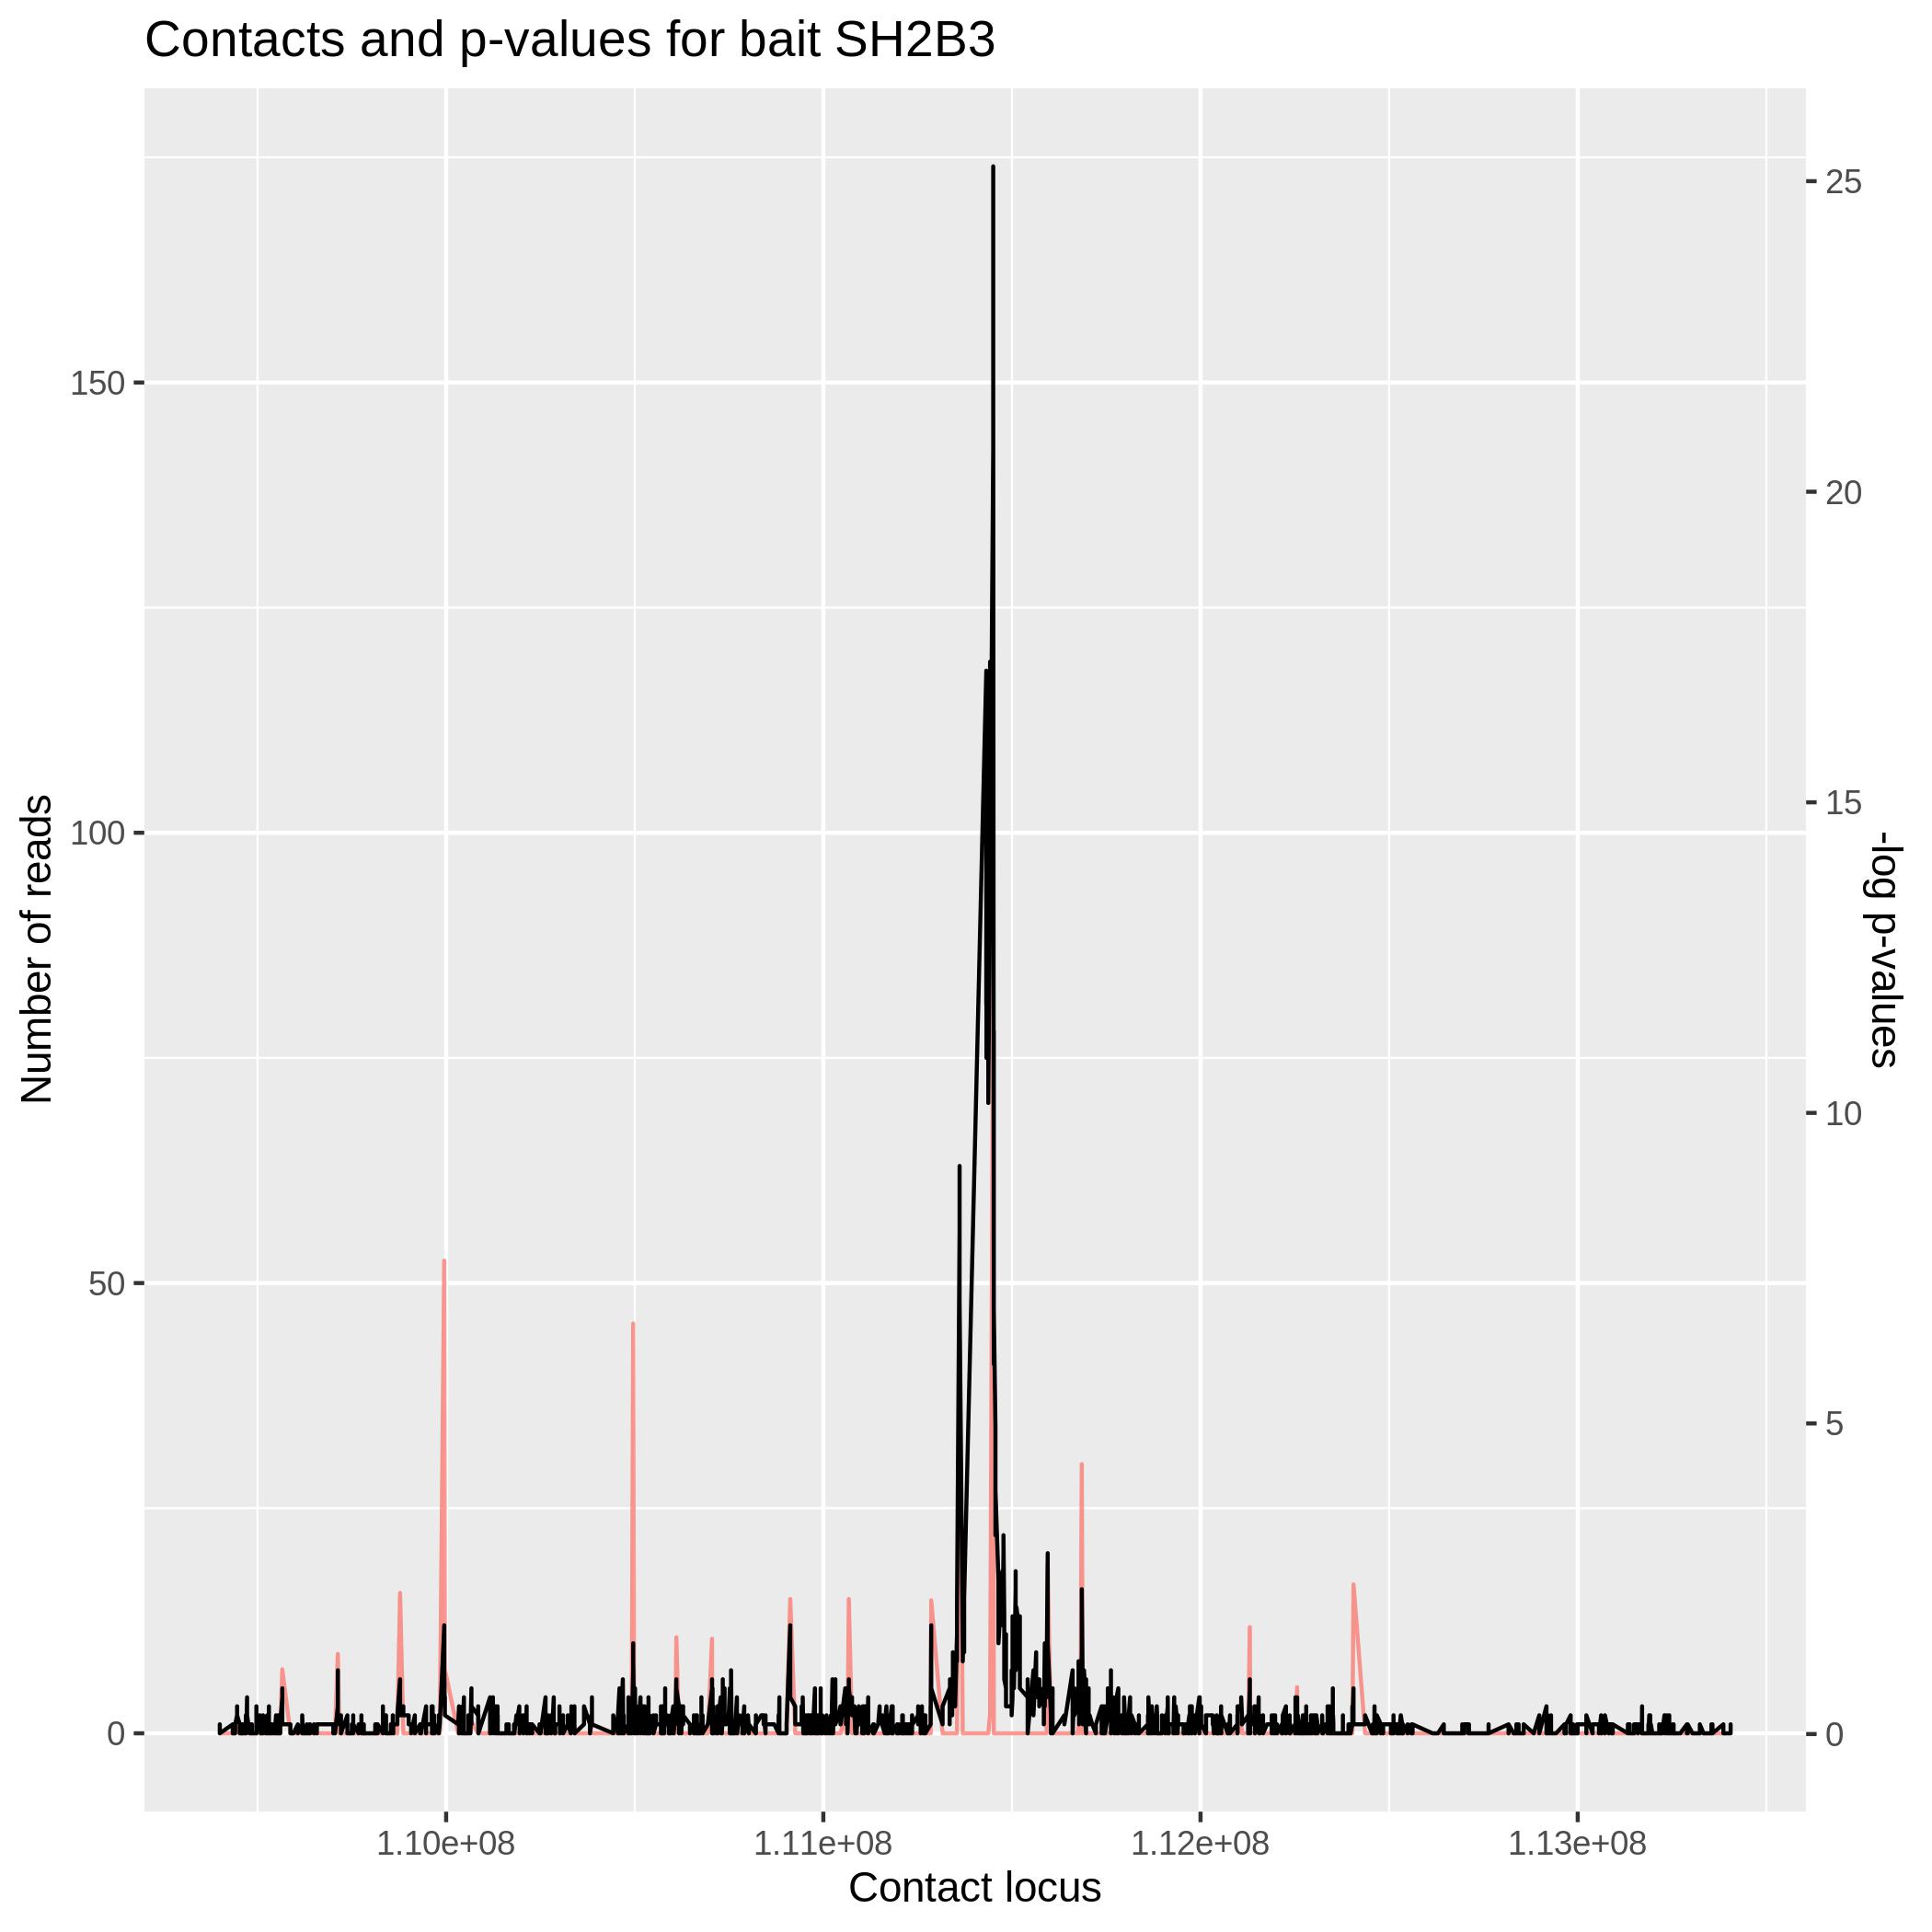 Contacts and p-values for bait SH2B3
Number of reads
150
100
50
0
25
20
15
10
5
0
-log p-values
1.10e+08
1.11e+08
1.12e+08
1.13e+08
Contact locus